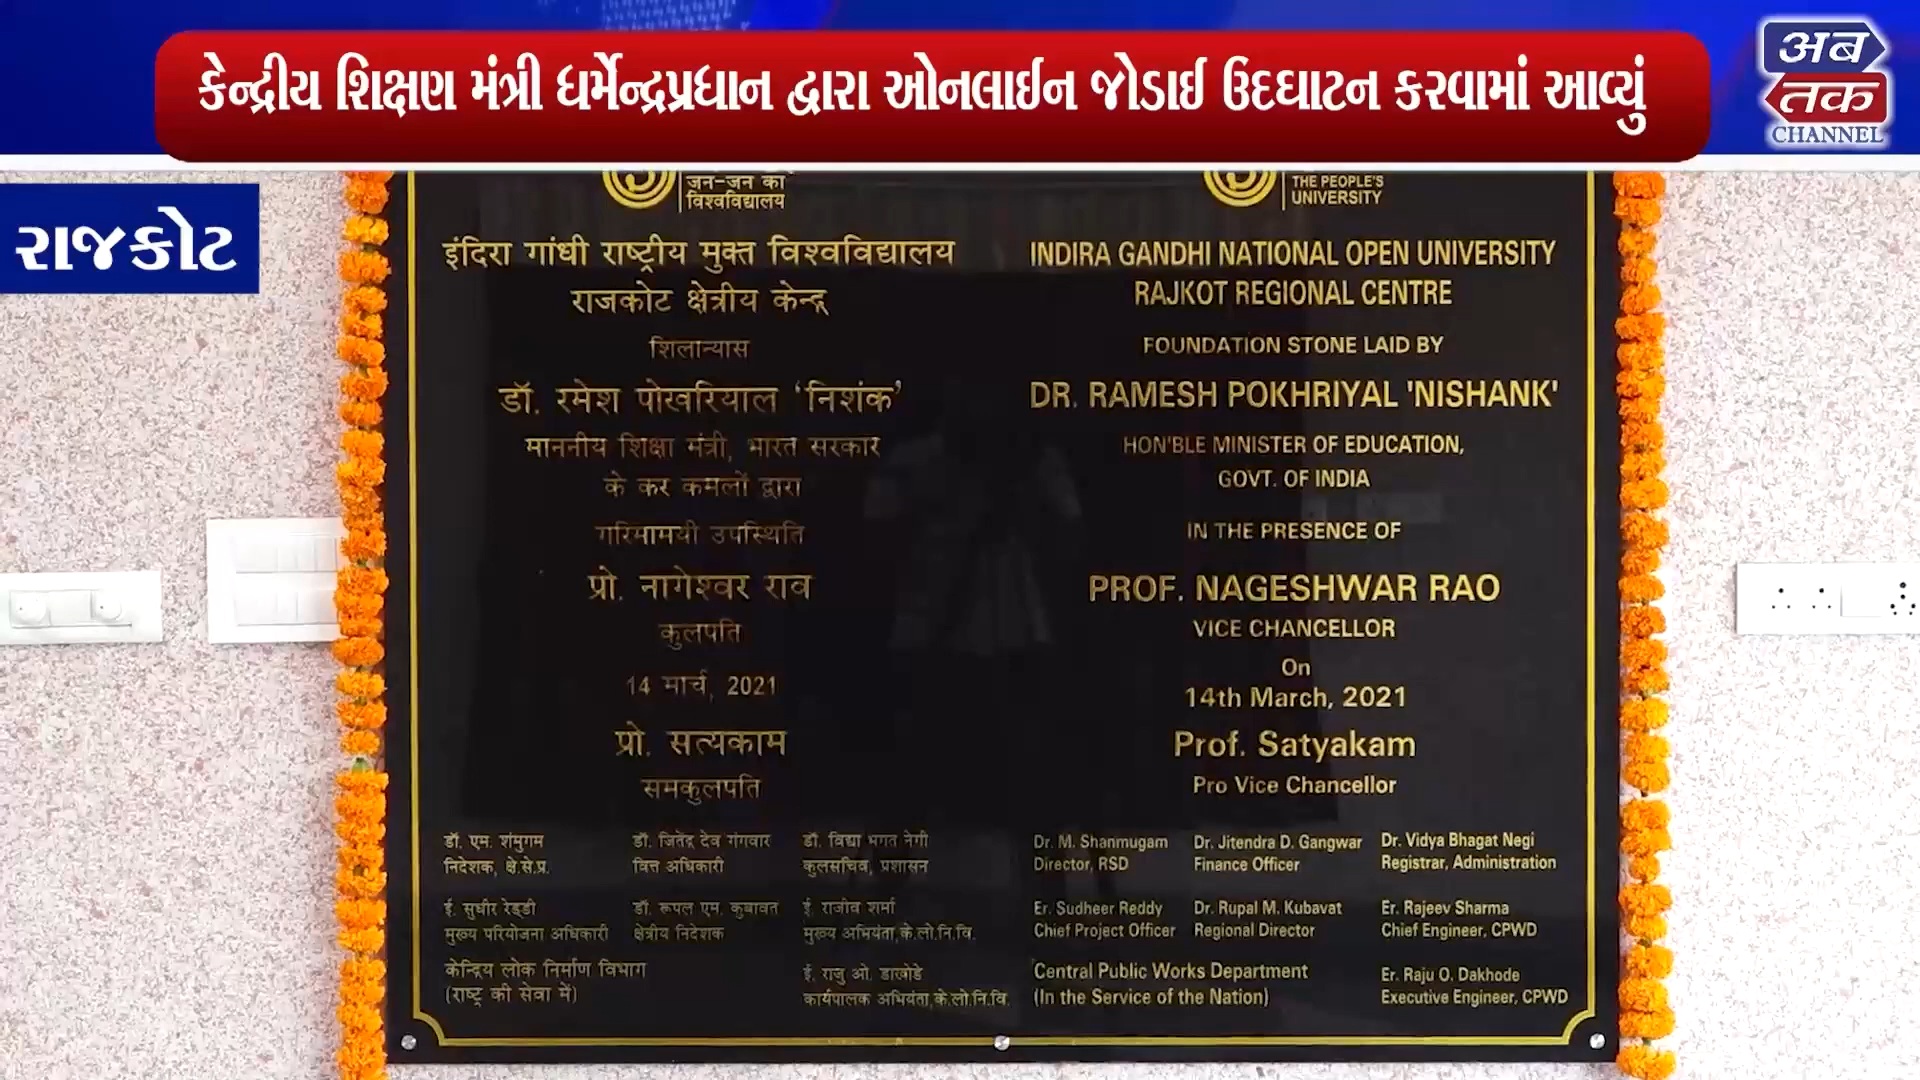 કેન્દ્રીય શિક્ષણ મંત્રી ધર્મેન્દ્રપ્રધાન દ્વારા ઓનલાઈન જોડાઈ ઉદઘાટન કરવામાં આવ્યું
अब
तक
CHANNEL
રાજકોટ
जन-जन का
विश्वविद्यालय
इंदिरा गांधी राष्ट्रीय मुक्त विश्वविद्यालय
राजकोट क्षेत्रीय केन्द्र
शिलान्यास
डॉ. रमेश पोखरियाल 'निशंक'
माननीय शिक्षा मंत्री, भारत सरकार
के कर कमलों द्वारा
गरिमामयी उपस्थिति
प्रो. नागेश्वर राव
कुलपति
14 मार्च, 2021
प्रो. सत्यकाम
समकुलपति
डॉ. एम. शंमुगम
निदेशक, क्षे.से.प्र.
डॉ. जितेंद्र देव गंगवार
वित्त अधिकारी
डॉ. विद्या भगत नेगी
कुलसचिव, प्रशासन
ई. सुधीर रेड्डी
मुख्य परियोजना अधिकारी
डॉ. रूपल एम. कुबावत
क्षेत्रीय निदेशक
ई. राजीव शर्मा
मुख्य अभियंता,के.लो.नि.वि.
केन्द्रिय लोक निर्माण विभाग
(राष्ट्र की सेवा में)
ई. राजु ओ. डाखोडे
कार्यपालक अभियंता,के.लो.नि.वि.
THE PEOPLE'S
UNIVERSITY
INDIRA GANDHI NATIONAL OPEN UNIVERSITY
RAJKOT REGIONAL CENTRE
FOUNDATION STONE LAID BY
DR. RAMESH POKHRIYAL 'NISHANK'
HON'BLE MINISTER OF EDUCATION,
GOVT. OF INDIA
IN THE PRESENCE OF
PROF. NAGESHWAR RAO
VICE CHANCELLOR
On
14th March, 2021
Prof. Satyakam
Pro Vice Chancellor
Dr. M. Shanmugam
Director, RSD
Dr. Jitendra D. Gangwar
Finance Officer
Dr. Vidya Bhagat Negi
Registrar, Administration
Er. Sudheer Reddy
Chief Project Officer
Dr. Rupal M. Kubavat
Regional Director
Er. Rajeev Sharma
Chief Engineer, CPWD
Central Public Works Department
(In the Service of the Nation)
Er. Raju O. Dakhode
Executive Engineer, CPWD